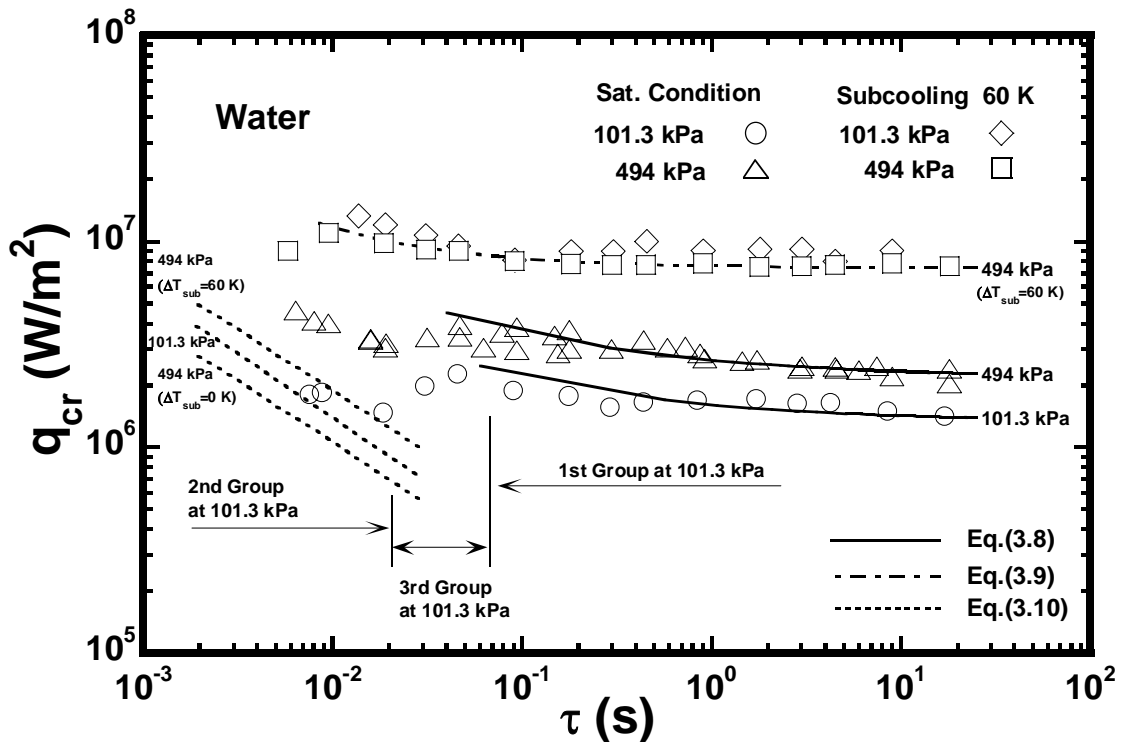 10^8
Water
Sat. Condition
Subcooling 60 K
101.3 kPa
101.3 kPa
494 kPa
494 kPa
10^7
q_cr (W/m^2)
494 kPa
(ΔT_sub=60 K)
101.3 kPa
494 kPa
(ΔT_sub=0 K)
494 kPa
(ΔT_sub=60 K)
494 kPa
101.3 kPa
10^6
1st Group at 101.3 kPa
2nd Group
at 101.3 kPa
3rd Group
at 101.3 kPa
Eq.(3.8)
Eq.(3.9)
Eq.(3.10)
10^5
10^-3
10^-2
10^-1
10^0
10^1
10^2
τ (s)